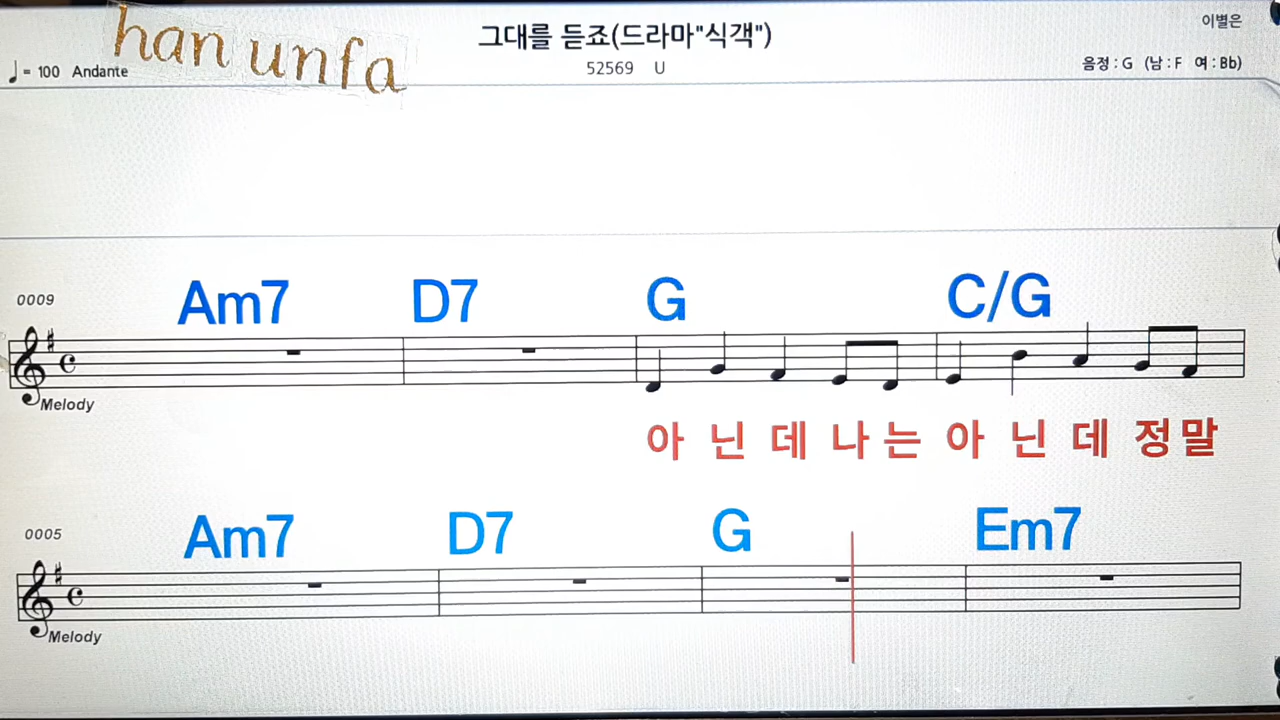 han unfa
그대를 듣죠(드라마"식객")
이별은
♩= 100 Andante
52569 U
음정 : G (남 : F 여 : Bb)
0009
Am7 D7 G C/G
Melody
아 닌 데 나 는 아 닌 데 정 말
0005
Am7 D7 G Em7
Melody